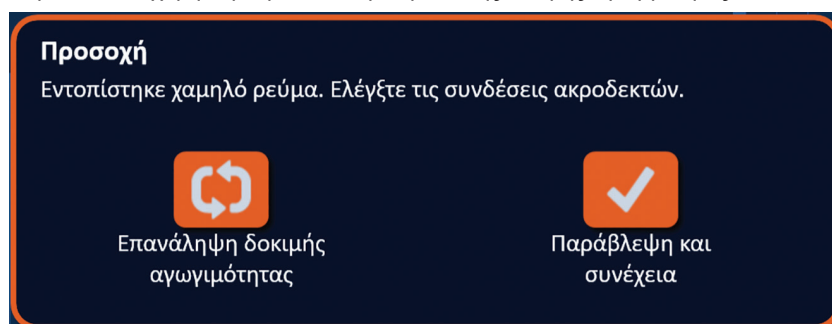 Προσοχή
Εντοπίστηκε χαμηλό ρεύμα. Ελέγξτε τις συνδέσεις ακροδεκτών.
Επανάληψη δοκιμής
αγωγιμότητας
Παράβλεψη και
συνέχεια